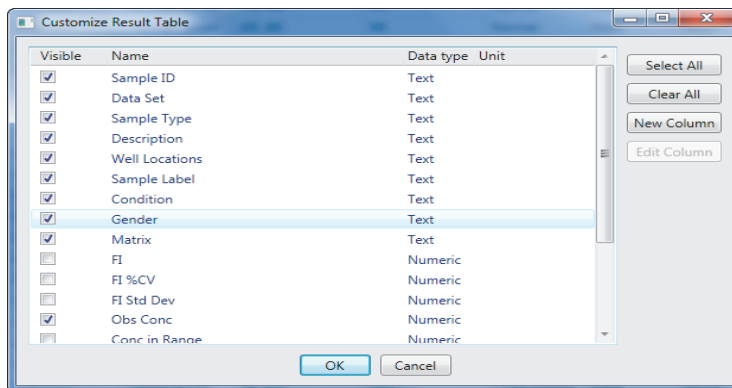 Customize Result Table
Visible Name Data type Unit
Sample ID Text
Data Set Text
Sample Type Text
Description Text
Well Locations Text
Sample Label Text
Condition Text
Gender Text
Matrix Text
FI Numeric
FI %CV Numeric
FI Std Dev Numeric
Obs Conc Numeric
Conc in Range Numeric
Select All
Clear All
New Column
Edit Column
OK Cancel